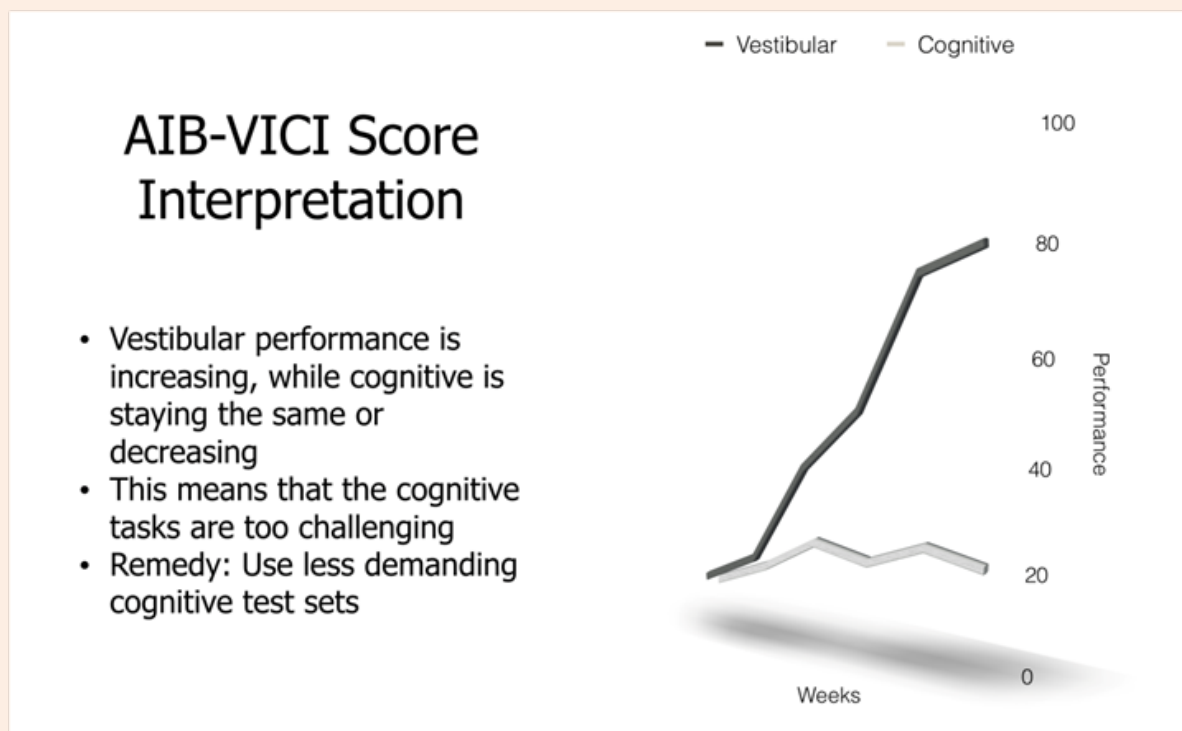 AIB-VICI Score
Interpretation
• Vestibular performance is
increasing, while cognitive is
staying the same or
decreasing
• This means that the cognitive
tasks are too challenging
• Remedy: Use less demanding
cognitive test sets
Vestibular
Cognitive
100
80
60
40
20
0
Performance
Weeks